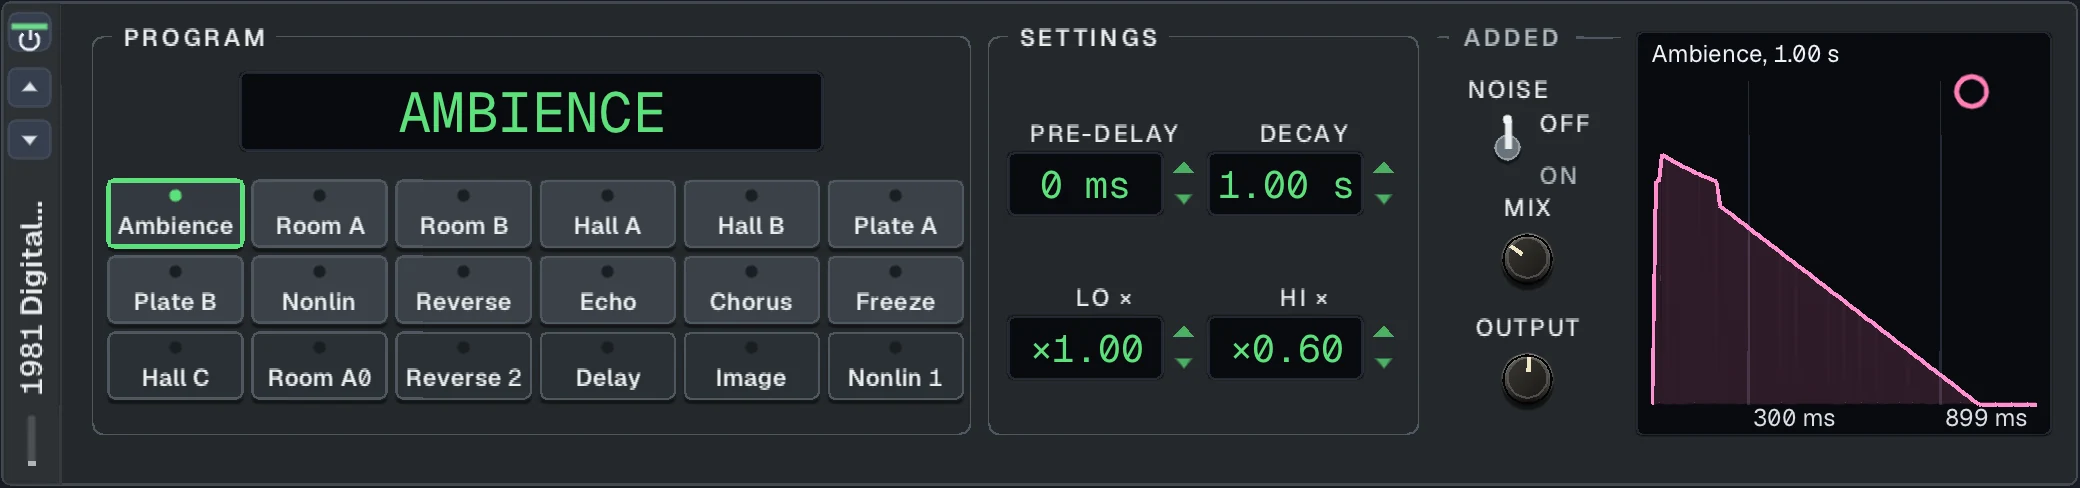 1981 Digital...
PROGRAM
AMBIENCE
Ambience
Room A
Room B
Hall A
Hall B
Plate A
Plate B
Nonlin
Reverse
Echo
Chorus
Freeze
Hall C
Room A0
Reverse 2
Delay
Image
Nonlin 1
SETTINGS
PRE-DELAY
DECAY
0 ms
1.00 s
LO ×
HI ×
×1.00
×0.60
ADDED
NOISE
OFF
ON
MIX
OUTPUT
Ambience, 1.00 s
300 ms
899 ms